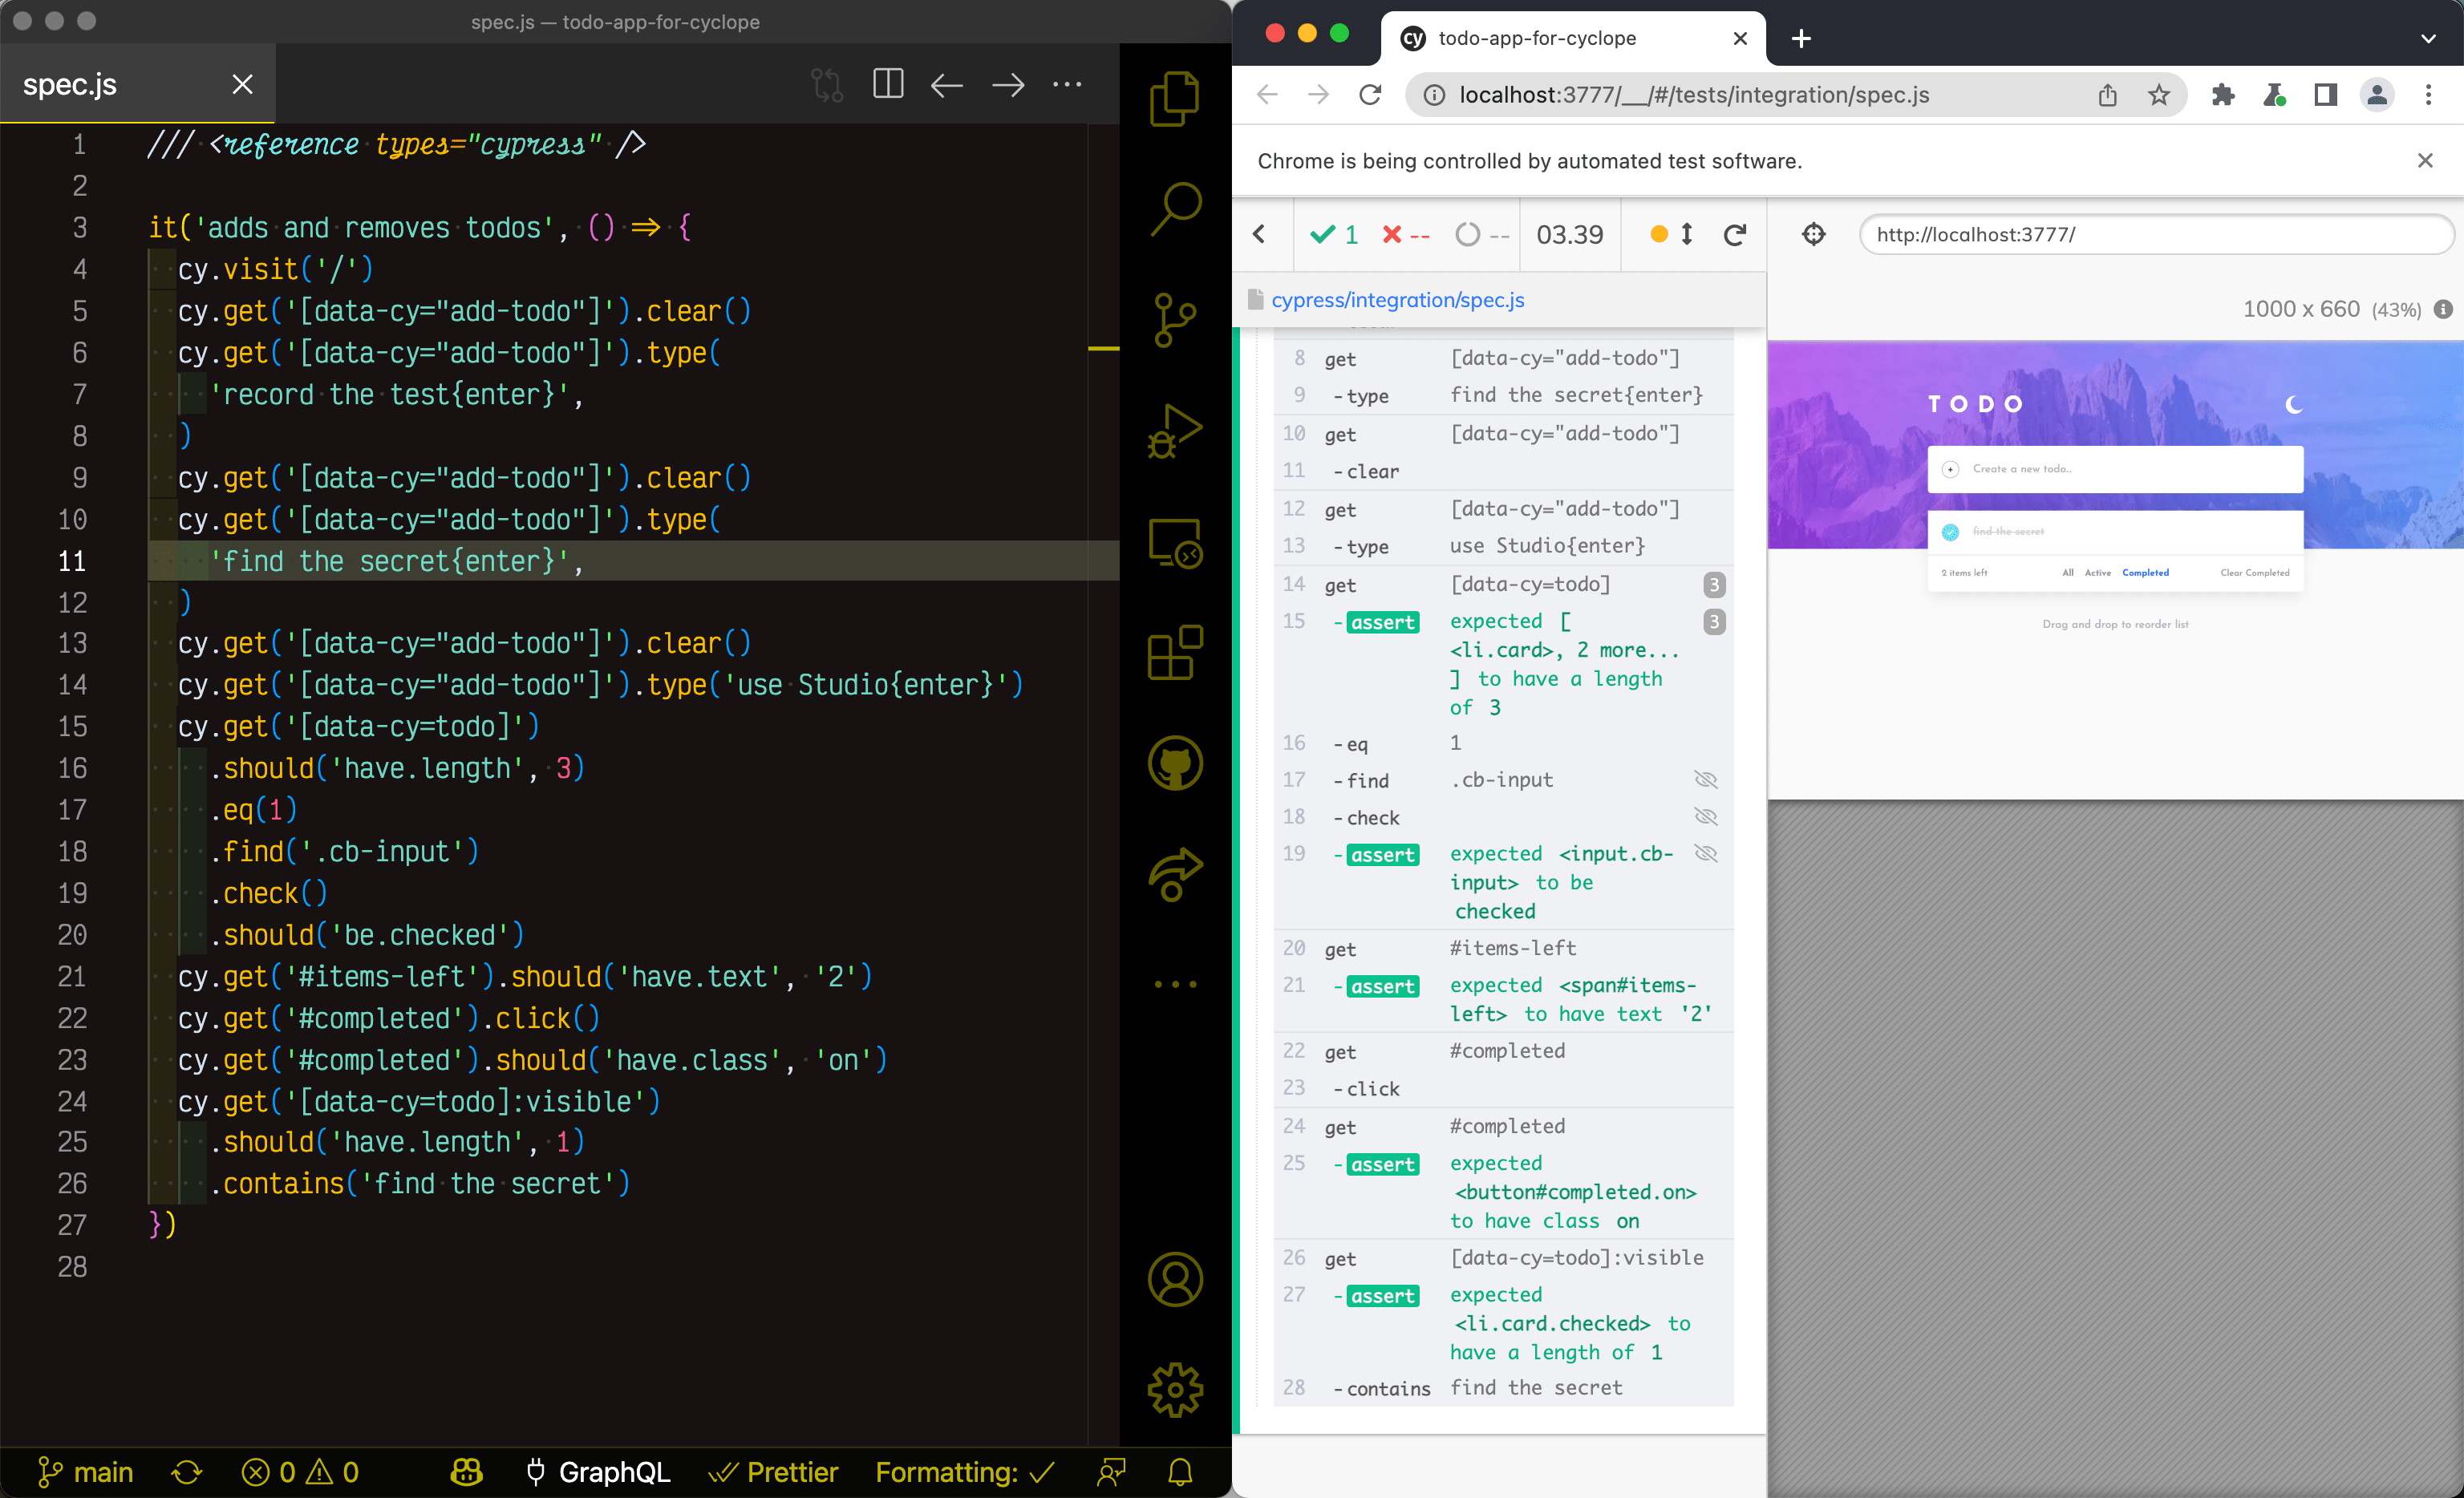 spec.js — todo-app-for-cyclope
spec.js
1 /// <reference types="cypress" />
2
3 it('adds and removes todos', () => {
4 cy.visit('/')
5 cy.get('[data-cy="add-todo"]').clear()
6 cy.get('[data-cy="add-todo"]').type(
7 'record the test{enter}',
8 )
9 cy.get('[data-cy="add-todo"]').clear()
10 cy.get('[data-cy="add-todo"]').type(
11 'find the secret{enter}',
12 )
13 cy.get('[data-cy="add-todo"]').clear()
14 cy.get('[data-cy="add-todo"]').type('use Studio{enter}')
15 cy.get('[data-cy=todo]')
16 .should('have.length', 3)
17 .eq(1)
18 .find('.cb-input')
19 .check()
20 .should('be.checked')
21 cy.get('#items-left').should('have.text', '2')
22 cy.get('#completed').click()
23 cy.get('#completed').should('have.class', 'on')
24 cy.get('[data-cy=todo]:visible')
25 .should('have.length', 1)
26 .contains('find the secret')
27 })
28
main 0 0 GraphQL Prettier Formatting:
cy todo-app-for-cyclope
localhost:3777/__/#/tests/integration/spec.js
Chrome is being controlled by automated test software.
1 -- -- 03.39
http://localhost:3777/
cypress/integration/spec.js
1000 x 660 (43%)
8 get [data-cy="add-todo"]
9 -type find the secret{enter}
10 get [data-cy="add-todo"]
11 -clear
12 get [data-cy="add-todo"]
13 -type use Studio{enter}
14 get [data-cy=todo] 3
15 -assert expected [ 3
<li.card>, 2 more...
] to have a length
of 3
16 -eq 1
17 -find .cb-input
18 -check
19 -assert expected <input.cb-
input> to be
checked
20 get #items-left
21 -assert expected <span#items-
left> to have text '2'
22 get #completed
23 -click
24 get #completed
25 -assert expected
<button#completed.on>
to have class on
26 get [data-cy=todo]:visible
27 -assert expected
<li.card.checked> to
have a length of 1
28 -contains find the secret
TODO
Create a new todo...
find the secret
2 items left All Active Completed Clear Completed
Drag and drop to reorder list